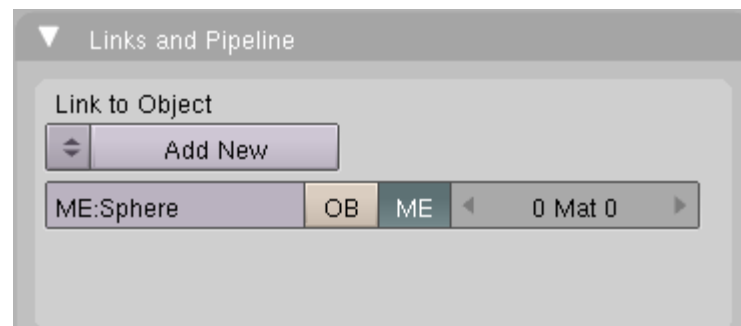 Links and Pipeline
Link to Object
Add New
ME:Sphere OB ME 0 Mat 0